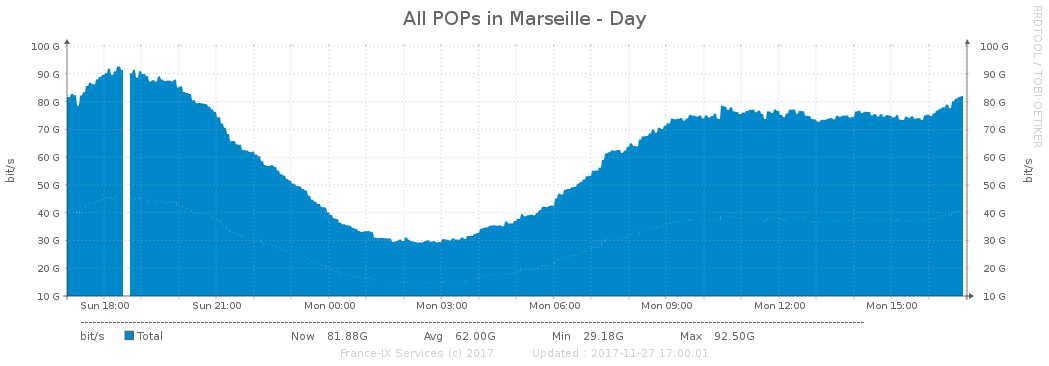 All POPs in Marseille - Day
RRDTOOL / TOBI OETIKER
100 G 100 G
90 G 90 G
80 G 80 G
70 G 70 G
60 G 60 G
50 G 50 G
40 G 40 G
30 G 30 G
20 G 20 G
10 G 10 G
bit/s bit/s
Sun 18:00 Sun 21:00 Mon 00:00 Mon 03:00 Mon 06:00 Mon 09:00 Mon 12:00 Mon 15:00
bit/s Total Now 81.88G Avg 62.00G Min 29.18G Max 92.50G
France-IX Services (c) 2017 Updated : 2017-11-27 17:00:01